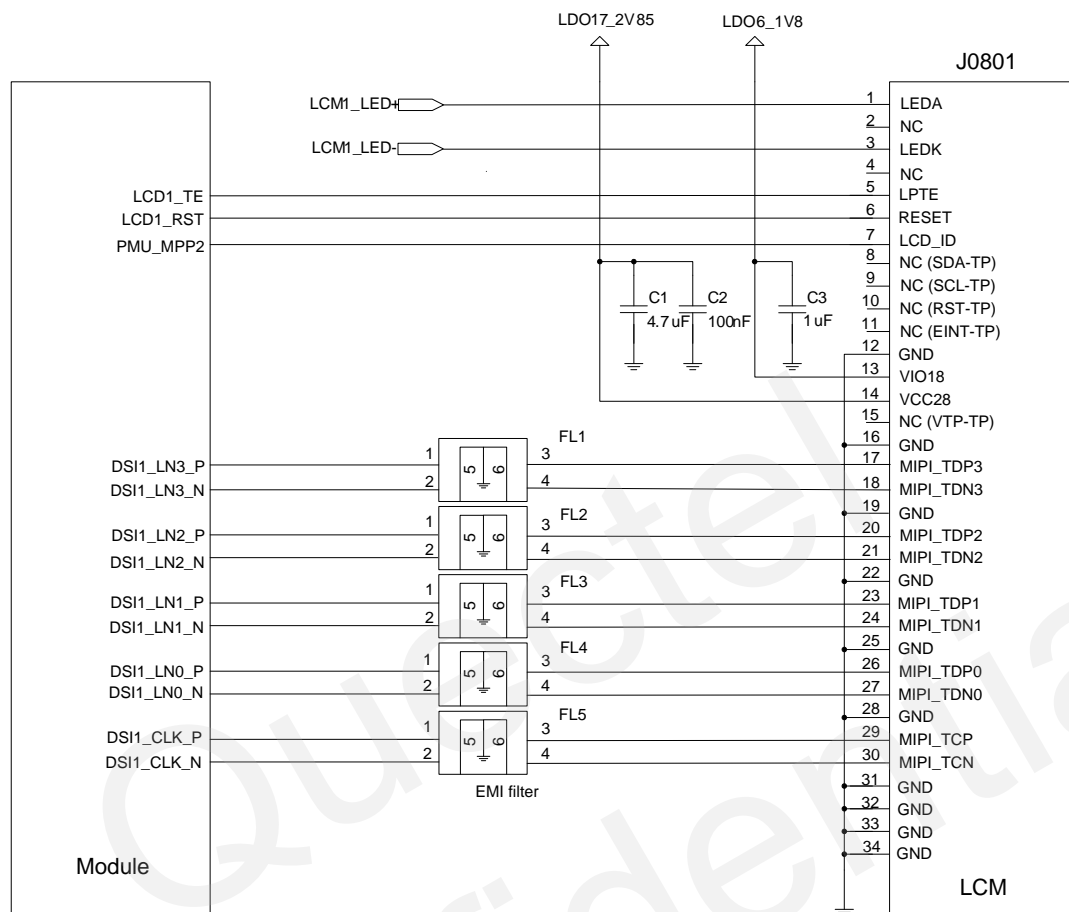 LDO17_2V85
LDO6_1V8
J0801
LCM1_LED+
1
LEDA
2
NC
LCM1_LED-
3
LEDK
4
NC
LCD1_TE
5
LPTE
LCD1_RST
6
RESET
PMU_MPP2
7
LCD_ID
8
NC (SDA-TP)
9
NC (SCL-TP)
10
NC (RST-TP)
11
NC (EINT-TP)
C1
4.7uF
C2
100nF
C3
1uF
12
GND
13
VIO18
14
VCC28
15
NC (VTP-TP)
16
GND
DSI1_LN3_P
1
5
6
3
FL1
17
MIPI_TDP3
DSI1_LN3_N
2
4
18
MIPI_TDN3
19
GND
DSI1_LN2_P
1
5
6
3
FL2
20
MIPI_TDP2
DSI1_LN2_N
2
4
21
MIPI_TDN2
22
GND
DSI1_LN1_P
1
5
6
3
FL3
23
MIPI_TDP1
DSI1_LN1_N
2
4
24
MIPI_TDN1
25
GND
DSI1_LN0_P
1
5
6
3
FL4
26
MIPI_TDP0
DSI1_LN0_N
2
4
27
MIPI_TDN0
28
GND
DSI1_CLK_P
1
5
6
3
FL5
29
MIPI_TCP
DSI1_CLK_N
2
4
30
MIPI_TCN
EMI filter
31
GND
32
GND
33
GND
34
GND
Module
LCM
Quectel